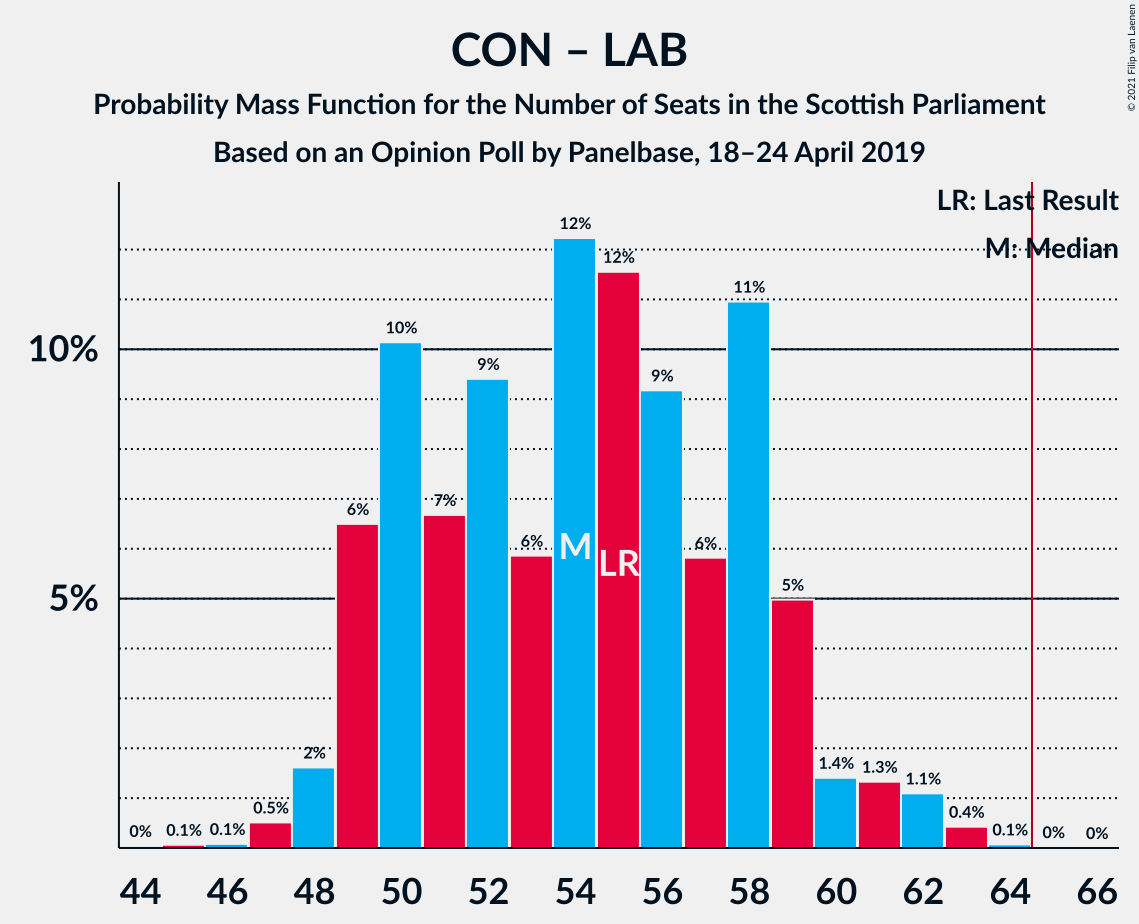 CON – LAB
Probability Mass Function for the Number of Seats in the Scottish Parliament
Based on an Opinion Poll by Panelbase, 18–24 April 2019
© 2021 Filip van Laenen
LR: Last Result
M: Median
10%
5%
0% 0.1% 0.1% 0.5% 2% 6% 10% 7% 9% 6% 12% 12% 9% 6% 11% 5% 1.4% 1.3% 1.1% 0.4% 0.1% 0% 0%
M LR
44 46 48 50 52 54 56 58 60 62 64 66